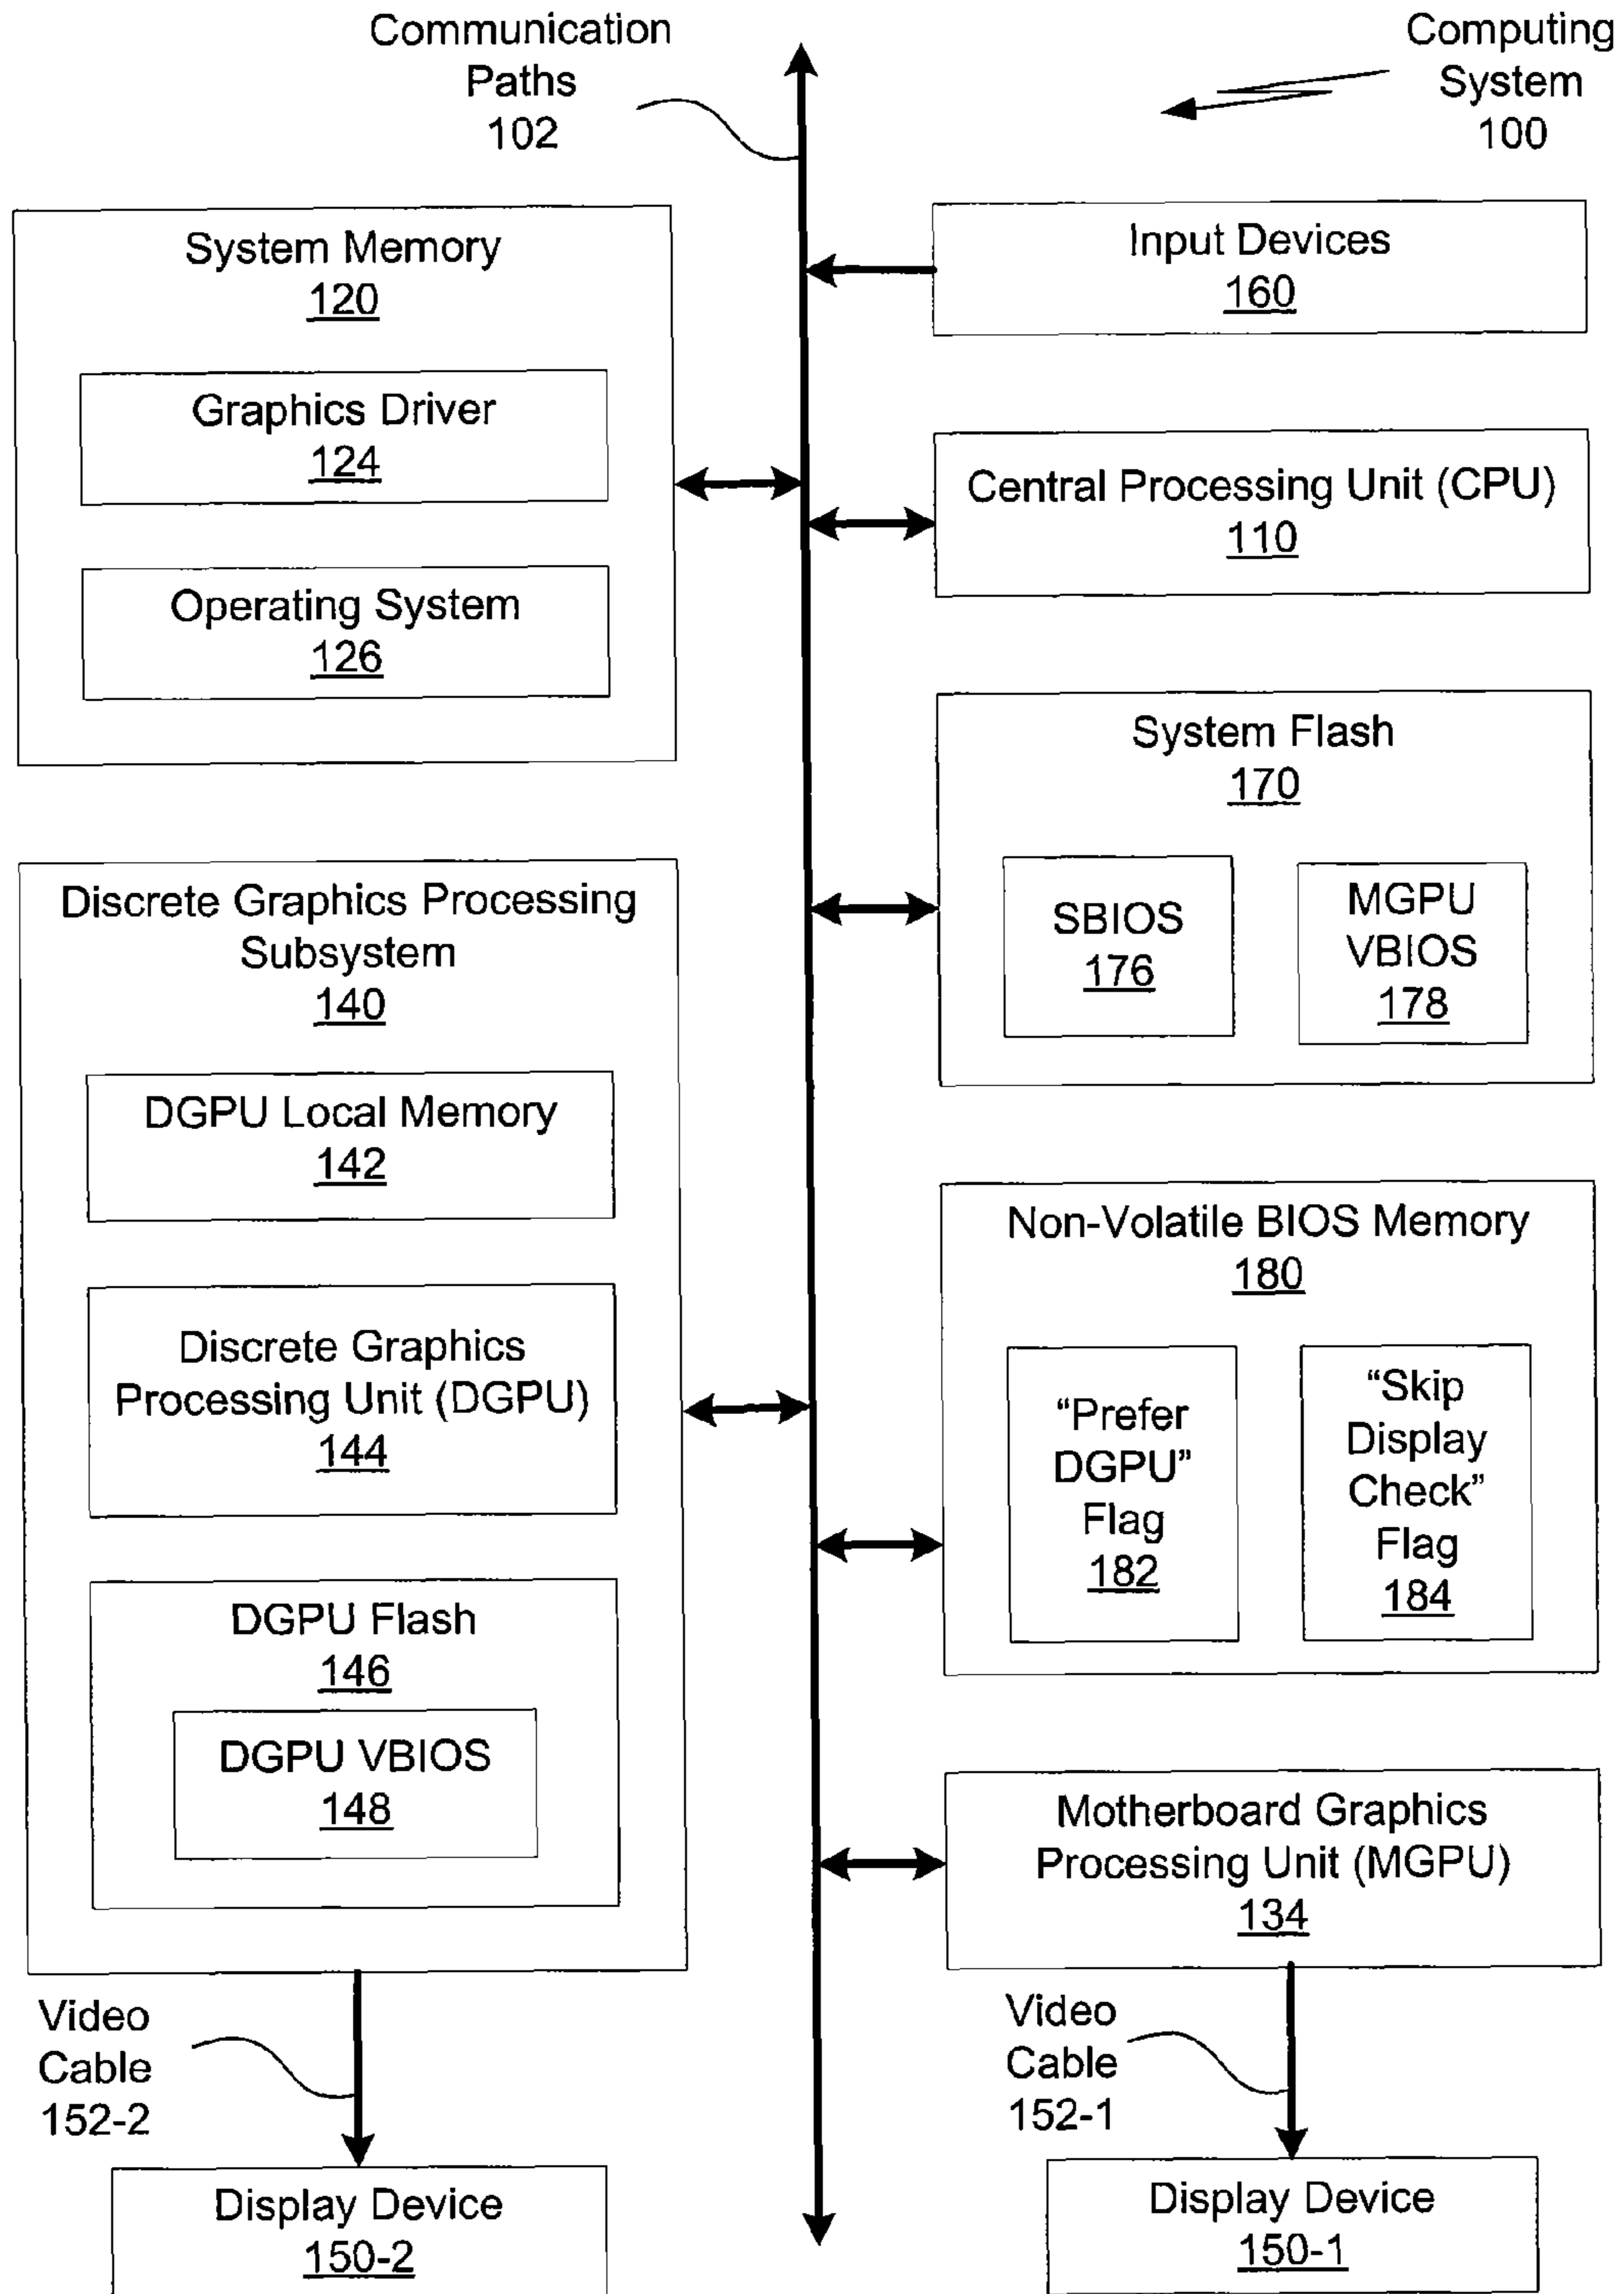 Communication
Paths
102
Computing
System
100
System Memory
120
Graphics Driver
124
Operating System
126
Discrete Graphics Processing
Subsystem
140
DGPU Local Memory
142
Discrete Graphics
Processing Unit (DGPU)
144
DGPU Flash
146
DGPU VBIOS
148
Video
Cable
152-2
Display Device
150-2
Input Devices
160
Central Processing Unit (CPU)
110
System Flash
170
SBIOS
176
MGPU
VBIOS
178
Non-Volatile BIOS Memory
180
“Prefer
DGPU”
Flag
182
“Skip
Display
Check”
Flag
184
Motherboard Graphics
Processing Unit (MGPU)
134
Video
Cable
152-1
Display Device
150-1